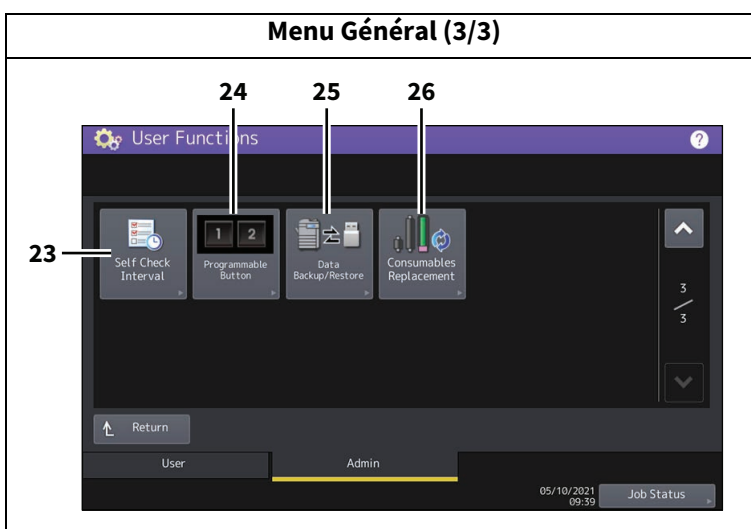 Menu Général (3/3)
24 25 26
User Functions
?
23
Self Check
Interval
1 2
Programmable
Button
Data
Backup/Restore
Consumables
Replacement
3
3
Return
User
Admin
05/10/2021
09:39
Job Status